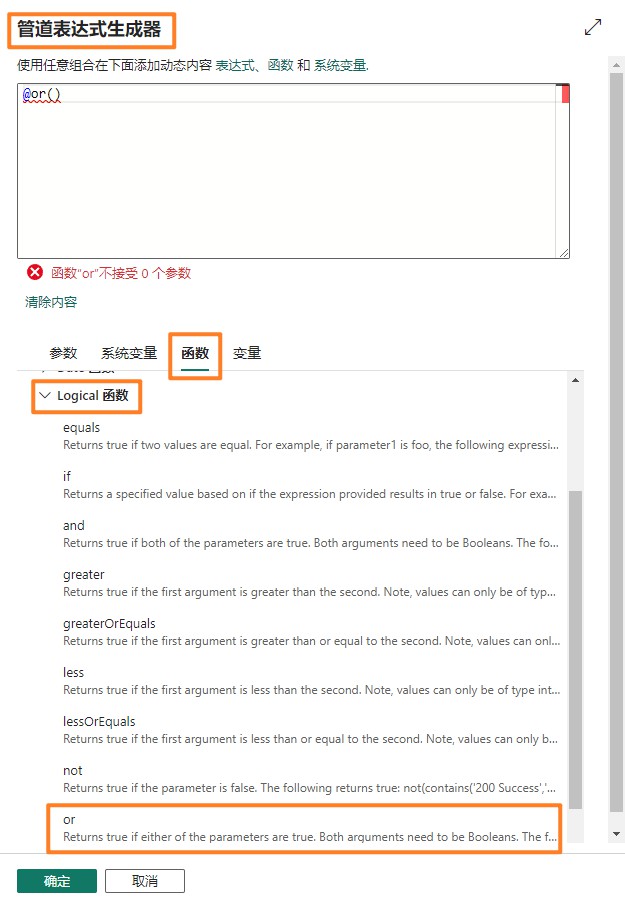 管道表达式生成器
使用任意组合在下面添加动态内容 表达式、函数 和 系统变量.
@or()
函数"or"不接受 0 个参数
清除内容
参数 系统变量 函数 变量
Logical 函数
equals
Returns true if two values are equal. For example, if parameter1 is foo, the following expressi...
if
Returns a specified value based on if the expression provided results in true or false. For exa...
and
Returns true if both of the parameters are true. Both arguments need to be Booleans. The fo...
greater
Returns true if the first argument is greater than the second. Note, values can only be of typ...
greaterOrEquals
Returns true if the first argument is greater than or equal to the second. Note, values can onl...
less
Returns true if the first argument is less than the second. Note, values can only be of type int...
lessOrEquals
Returns true if the first argument is less than or equal to the second. Note, values can only b...
not
Returns true if the parameter is false. The following returns true: not(contains('200 Success','...
or
Returns true if either of the parameters are true. Both arguments need to be Booleans. The f...
确定 取消